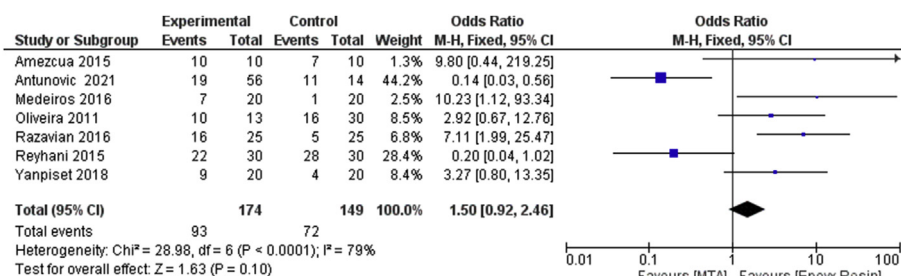 Experimental Control Odds Ratio Odds Ratio
Study or Subgroup Events Total Events Total Weight M-H, Fixed, 95% CI M-H, Fixed, 95% CI
Amezcua 2015 10 10 7 10 1.3% 9.80 [0.44, 219.25]
Antunovic 2021 19 56 11 14 44.2% 0.14 [0.03, 0.56]
Medeiros 2016 7 20 1 20 2.5% 10.23 [1.12, 93.34]
Oliveira 2011 10 13 16 30 8.4% 2.92 [0.67, 12.76]
Razavian 2016 16 25 5 25 6.8% 7.11 [1.99, 25.47]
Reyhani 2015 22 30 28 30 28.4% 0.20 [0.04, 1.02]
Yanpiset 2018 9 20 4 20 8.4% 3.27 [0.80, 13.35]
Total (95% CI) 174 149 100.0% 1.50 [0.92, 2.46]
Total events 93 72
Heterogeneity: Chi² = 28.98, df = 6 (P < 0.0001); I² = 79%
Test for overall effect: Z = 1.63 (P = 0.10)
0.01 0.1 1 10 100
Favours [MTA] Favours [Epoxy Resin]